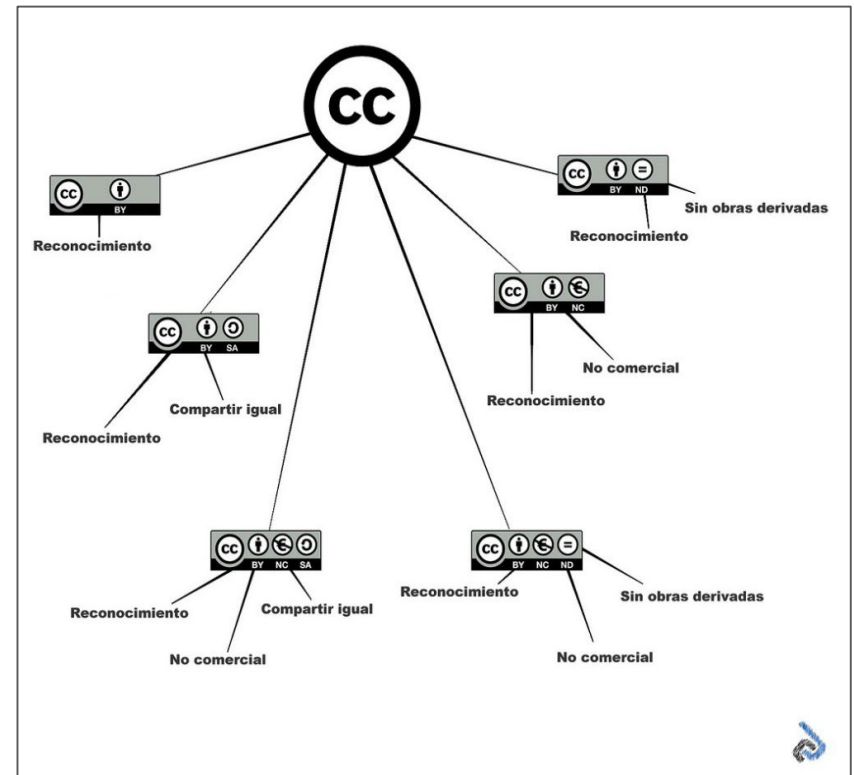 CC
CC
BY
Reconocimiento
CC
BY ND
Sin obras derivadas
Reconocimiento
CC
BY SA
Compartir igual
Reconocimiento
CC
BY NC
No comercial
Reconocimiento
CC
BY NC SA
Reconocimiento
Compartir igual
No comercial
CC
BY NC ND
Reconocimiento
Sin obras derivadas
No comercial